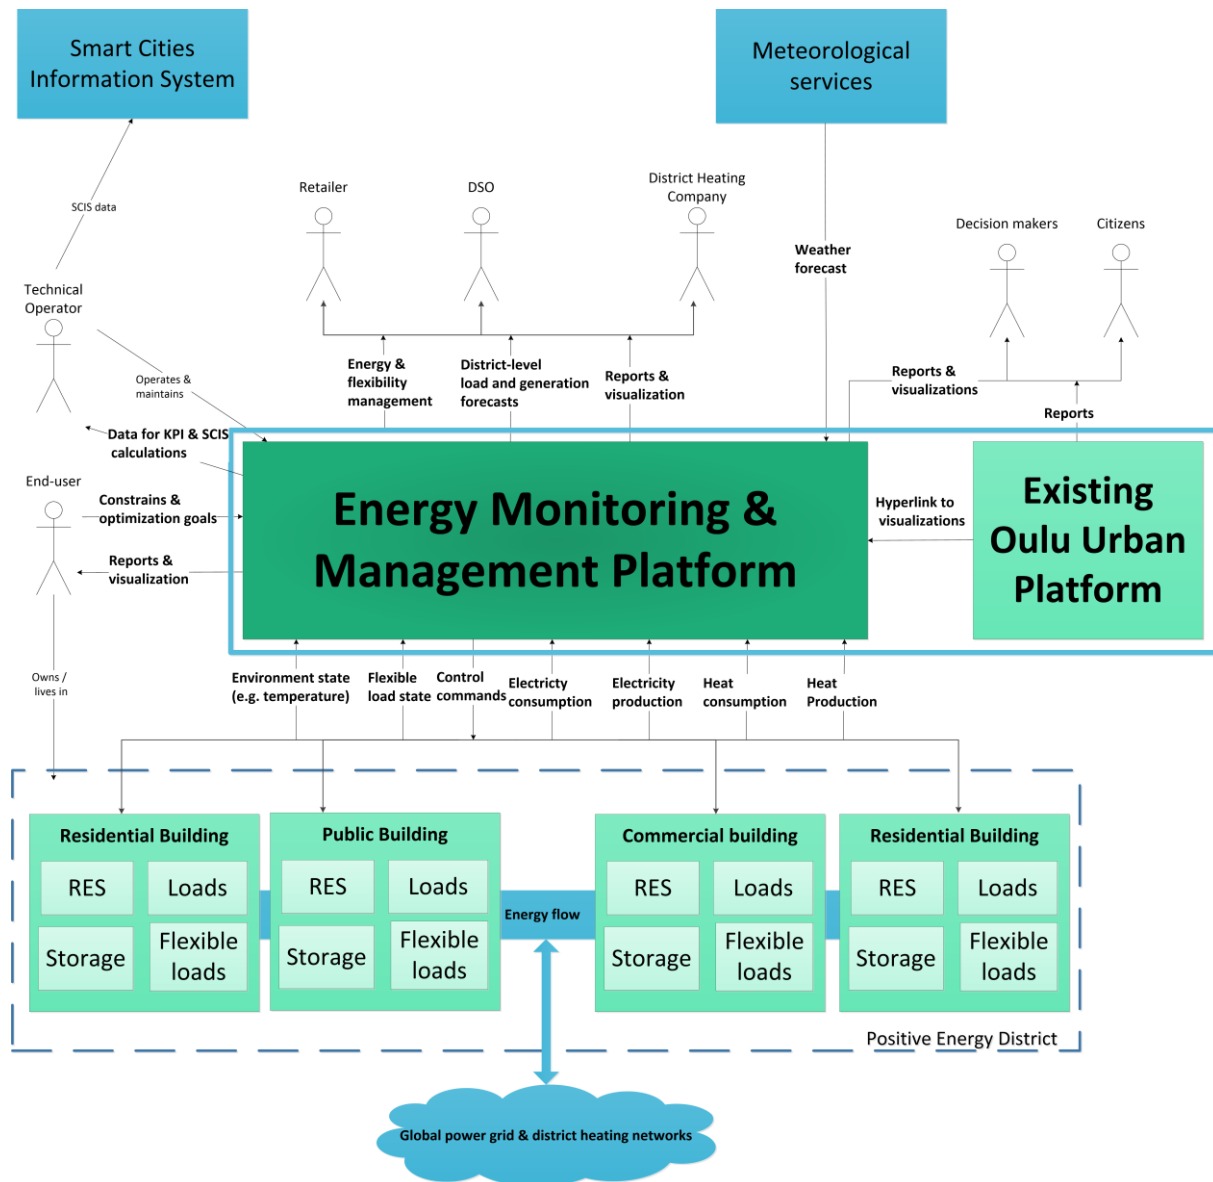 Smart Cities
Information System
Meteorological
services
SCIS data
Retailer
DSO
District Heating
Company
Decision makers
Citizens
Weather
forecast
Technical
Operator
Operates &
maintains
Energy &
flexibility
management
District-level
load and generation
forecasts
Reports &
visualization
Reports &
visualizations
Reports
Data for KPI & SCIS
calculations
End-user
Constrains &
optimization goals
Reports &
visualization
Energy Monitoring &
Management Platform
Hyperlink to
visualizations
Existing
Oulu Urban
Platform
Owns /
lives in
Environment state
(e.g. temperature)
Flexible
load state
Control
commands
Electricty
consumption
Electricity
production
Heat
consumption
Heat
Production
Residential Building
RES
Loads
Storage
Flexible
loads
Public Building
RES
Loads
Storage
Flexible
loads
Energy flow
Commercial building
RES
Loads
Storage
Flexible
loads
Residential Building
RES
Loads
Storage
Flexible
loads
Positive Energy District
Global power grid & district heating networks